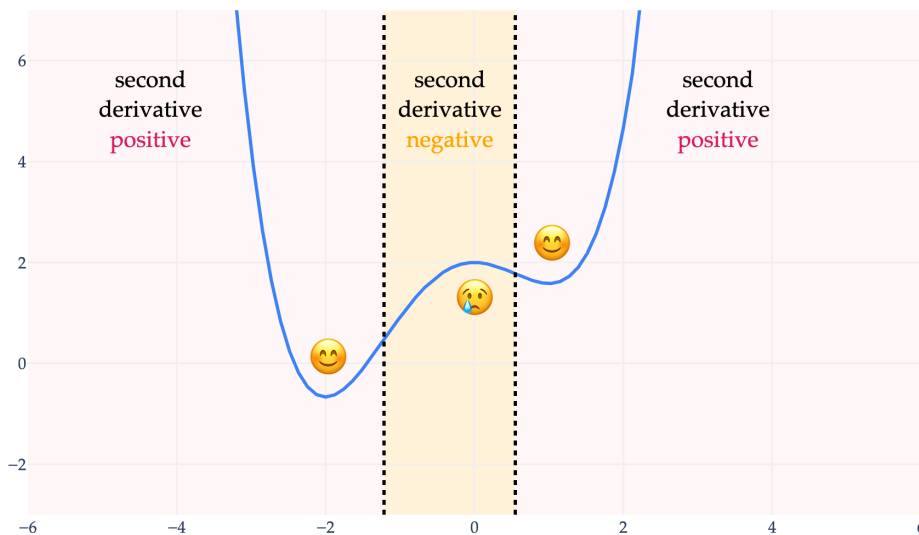 second
derivative
positive
second
derivative
negative
second
derivative
positive
6
4
2
0
−2
−6
−4
−2
0
2
4
6